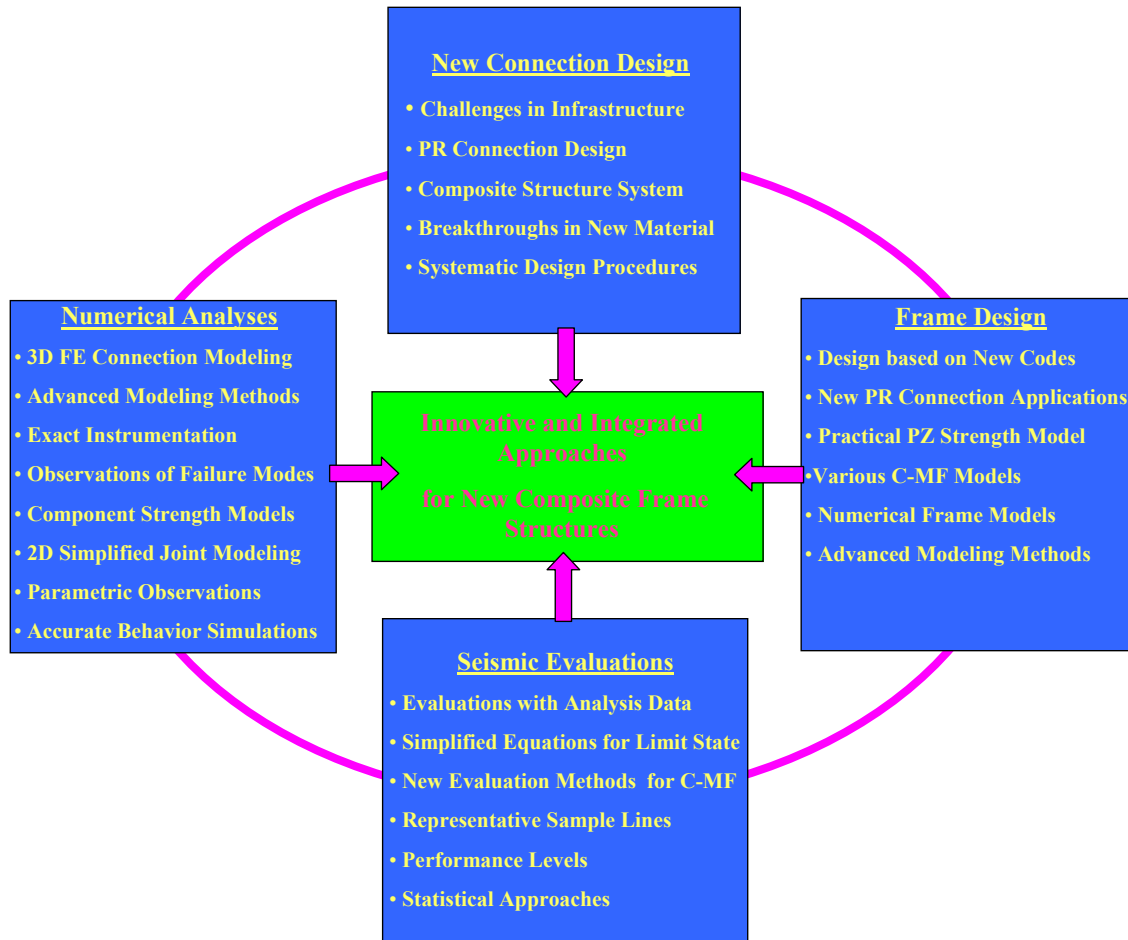 New Connection Design
• Challenges in Infrastructure
• PR Connection Design
• Composite Structure System
• Breakthroughs in New Material
• Systematic Design Procedures
Numerical Analyses
• 3D FE Connection Modeling
• Advanced Modeling Methods
• Exact Instrumentation
• Observations of Failure Modes
• Component Strength Models
• 2D Simplified Joint Modeling
• Parametric Observations
• Accurate Behavior Simulations
Innovative and Integrated
Approaches
for New Composite Frame
Structures
Frame Design
• Design based on New Codes
• New PR Connection Applications
• Practical PZ Strength Model
•Various C-MF Models
• Numerical Frame Models
• Advanced Modeling Methods
Seismic Evaluations
• Evaluations with Analysis Data
• Simplified Equations for Limit State
• New Evaluation Methods for C-MF
• Representative Sample Lines
• Performance Levels
• Statistical Approaches